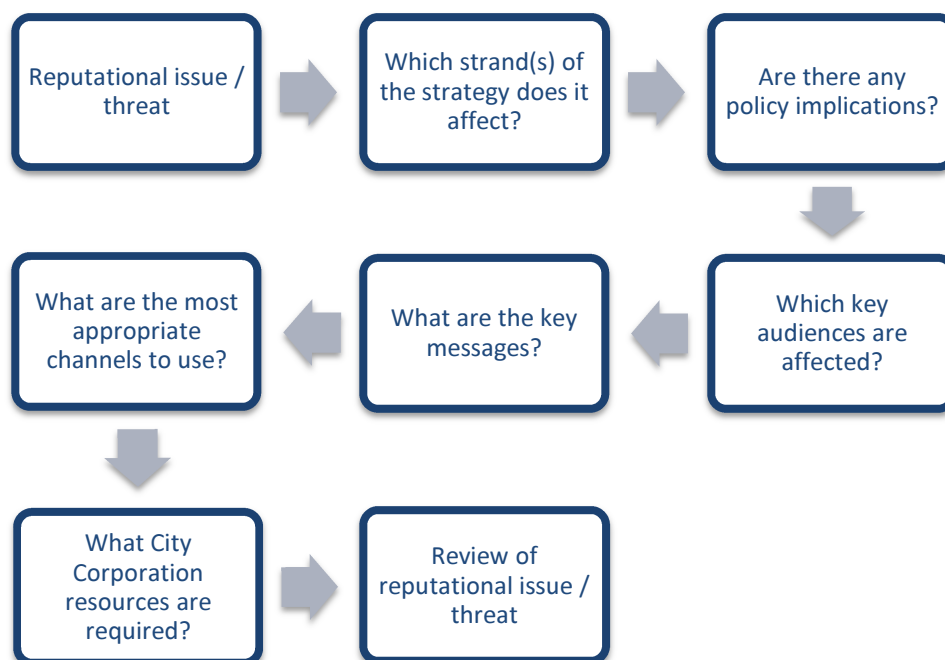 Reputational issue /
threat
Which strand(s) of
the strategy does it
affect?
Are there any
policy implications?
Which key
audiences are
affected?
What are the key
messages?
What are the most
appropriate
channels to use?
What City
Corporation
resources are
required?
Review of
reputational issue /
threat